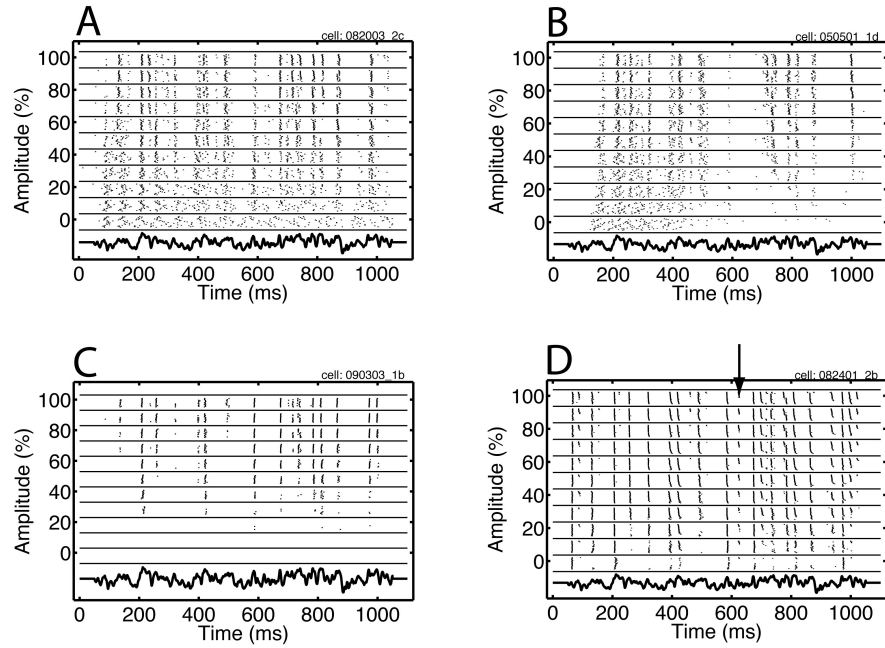 A
cell: 082003_2c
Amplitude (%)
100
80
60
40
20
0
0 200 400 600 800 1000
Time (ms)
B
cell: 050501_1d
Amplitude (%)
100
80
60
40
20
0
0 200 400 600 800 1000
Time (ms)
C
cell: 090303_1b
Amplitude (%)
100
80
60
40
20
0
0 200 400 600 800 1000
Time (ms)
D
cell: 082401_2b
Amplitude (%)
100
80
60
40
20
0
0 200 400 600 800 1000
Time (ms)